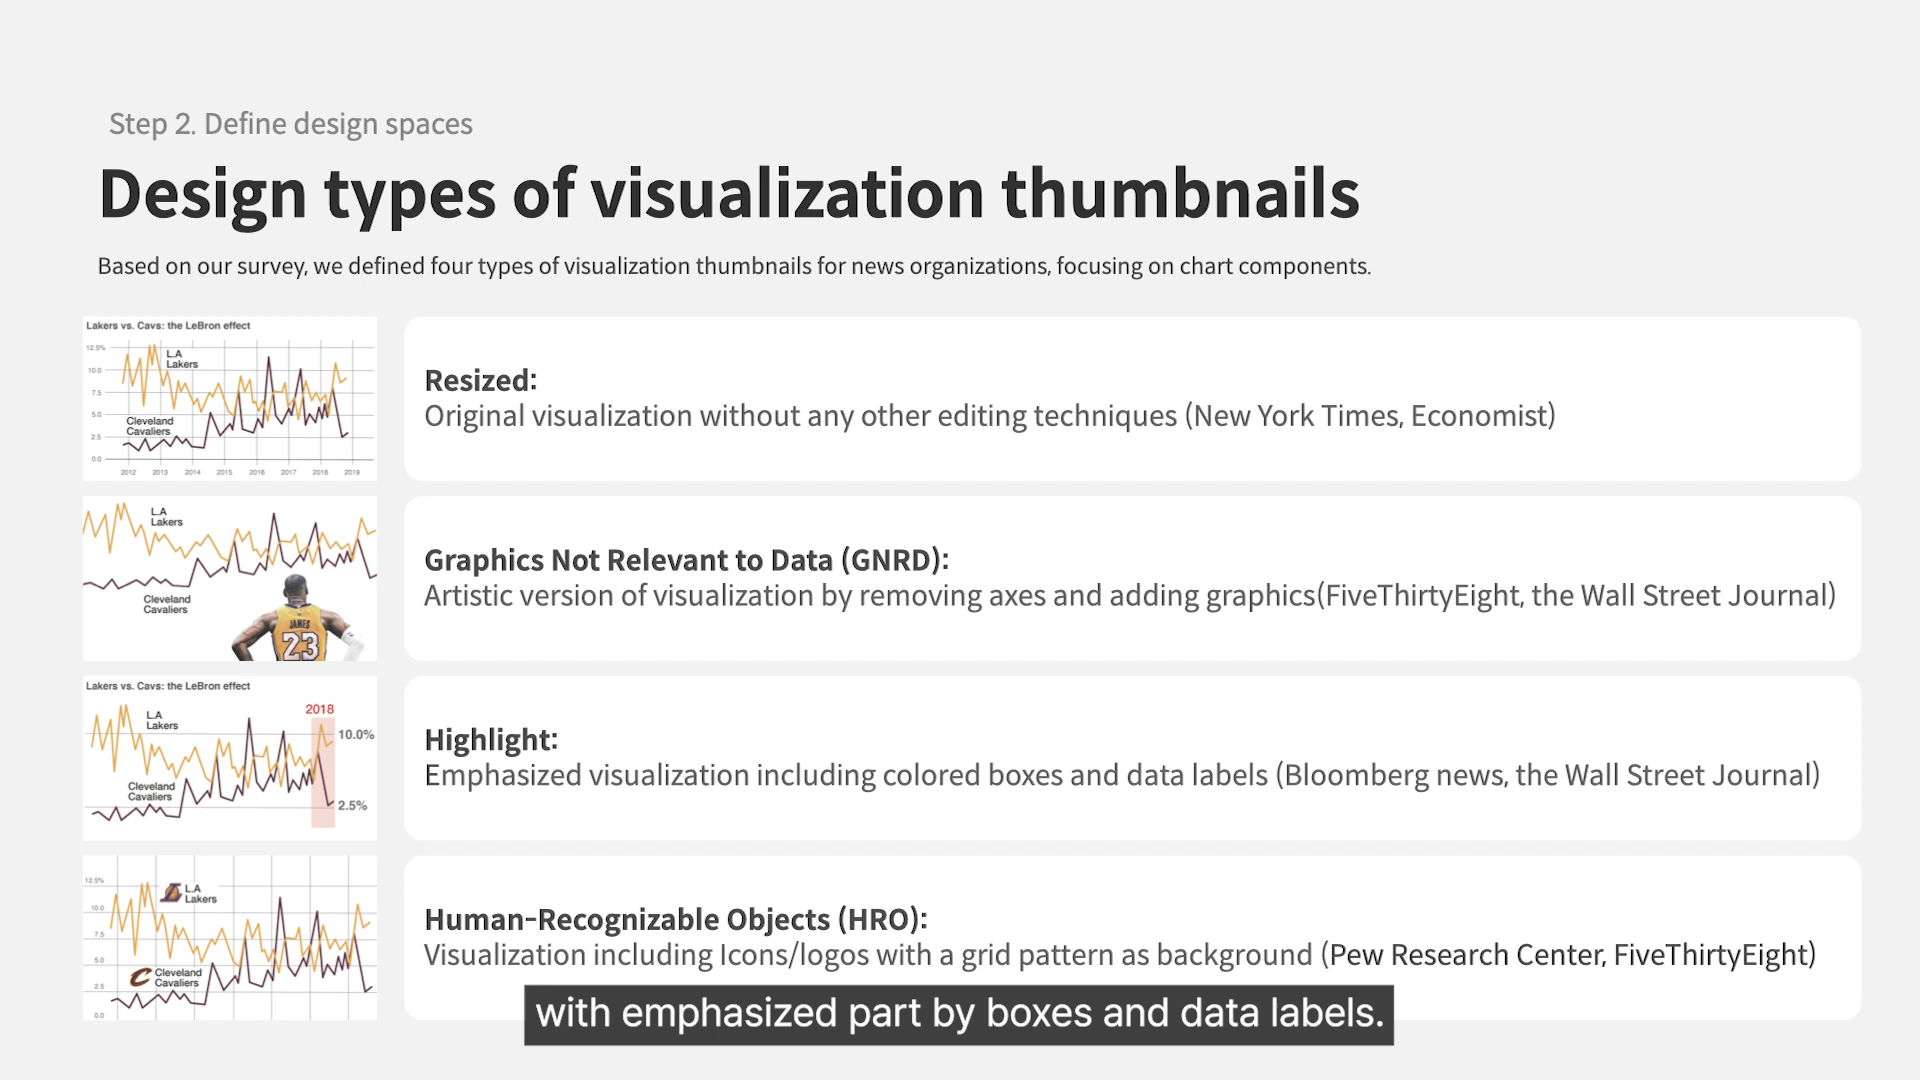 Step 2. Define design spaces
Design types of visualization thumbnails
Based on our survey, we defined four types of visualization thumbnails for news organizations, focusing on chart components.
Lakers vs. Cavs: the LeBron effect
12.5%
L.A
Lakers
10.0
7.5
5.0
Cleveland
Cavaliers
2.5
0.0
2012 2013 2014 2015 2016 2017 2018 2019
Resized:
Original visualization without any other editing techniques (New York Times, Economist)
L.A
Lakers
Cleveland
Cavaliers
JAMES
23
Graphics Not Relevant to Data (GNRD):
Artistic version of visualization by removing axes and adding graphics(FiveThirtyEight, the Wall Street Journal)
Lakers vs. Cavs: the LeBron effect
2018
L.A
Lakers
10.0%
Cleveland
Cavaliers
2.5%
Highlight:
Emphasized visualization including colored boxes and data labels (Bloomberg news, the Wall Street Journal)
12.5%
L.A
Lakers
10.0
7.5
5.0
Cleveland
Cavaliers
2.5
0.0
Human-Recognizable Objects (HRO):
Visualization including Icons/logos with a grid pattern as background (Pew Research Center, FiveThirtyEight)
with emphasized part by boxes and data labels.